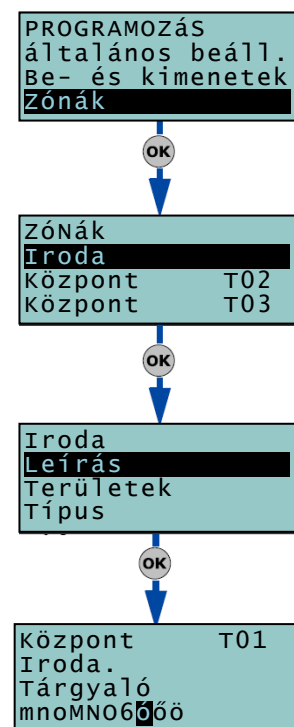 PROGRAMOZáS
általános beáll.
Be- és kimenetek
Zónák
OK
ZóNák
Iroda
Központ T02
Központ T03
OK
Iroda
Leírás
Területek
Típus
OK
Központ T01
Iroda.
Tárgyaló
mnoMNO6óőö